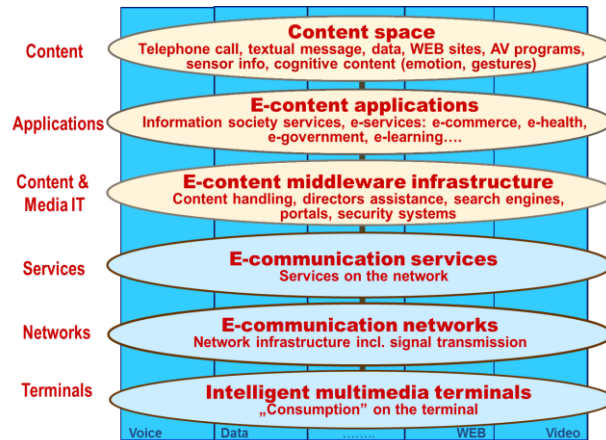 Content
Content space
Telephone call, textual message, data, WEB sites, AV programs,
sensor info, cognitive content (emotion, gestures)
Applications
E-content applications
Information society services, e-services: e-commerce, e-health,
e-government, e-learning....
Content &
Media IT
E-content middleware infrastructure
Content handling, directors assistance, search engines,
portals, security systems
Services
E-communication services
Services on the network
Networks
E-communication networks
Network infrastructure incl. signal transmission
Terminals
Intelligent multimedia terminals
„Consumption” on the terminal
Voice Data ........ WEB Video